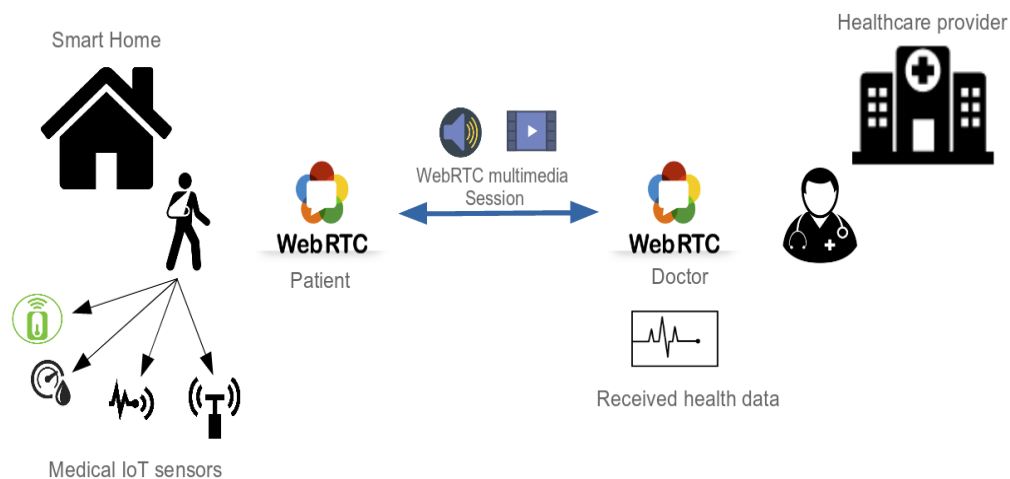 Smart Home
Healthcare provider
WebRTC multimedia
Session
WebRTC
Patient
WebRTC
Doctor
Received health data
Medical IoT sensors